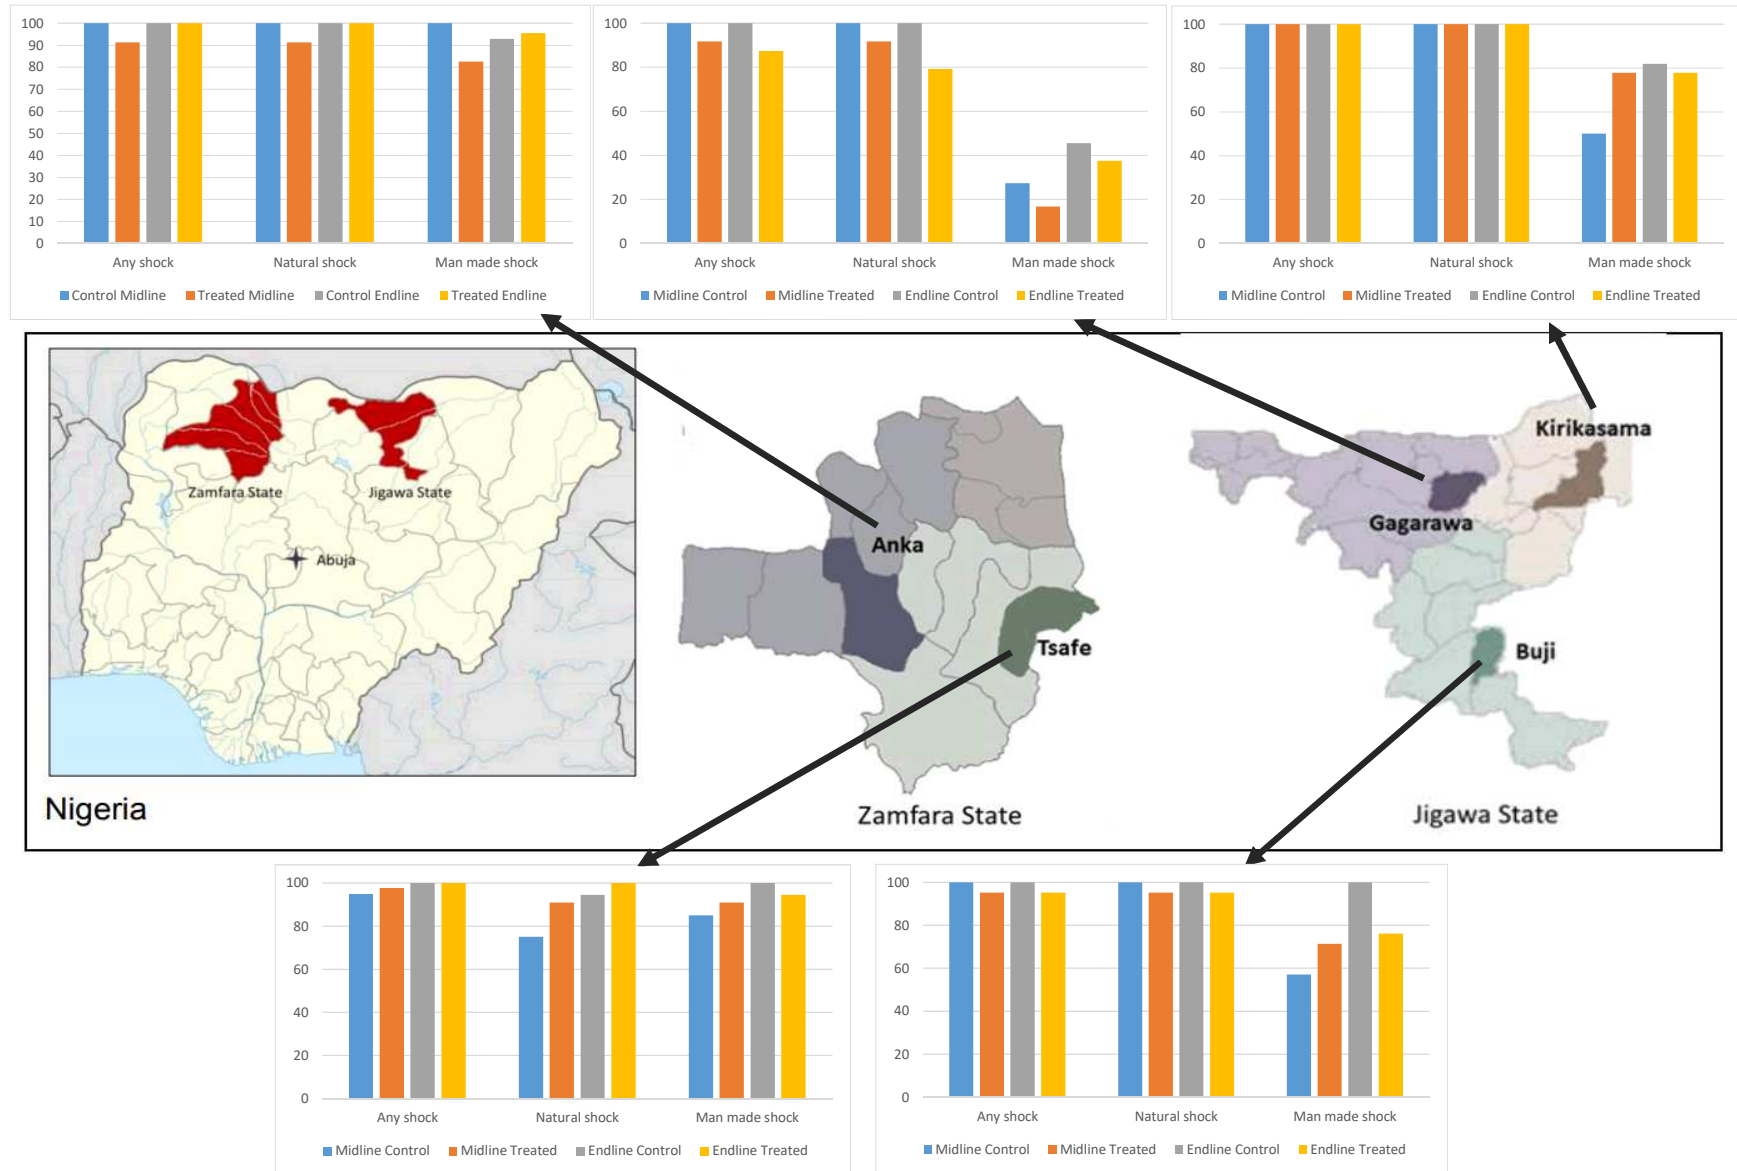 100
90
80
70
60
50
40
30
20
10
0
Any shock Natural shock Man made shock
Control Midline Treated Midline Control Endline Treated Endline
100
80
60
40
20
0
Any shock Natural shock Man made shock
Midline Control Midline Treated Endline Control Endline Treated
100
80
60
40
20
0
Any shock Natural shock Man made shock
Midline Control Midline Treated Endline Control Endline Treated
Zamfara State
Jigawa State
Abuja
Nigeria
Anka
Tsafe
Zamfara State
Kirikasama
Gagarawa
Buji
Jigawa State
100
80
60
40
20
0
Any shock Natural shock Man made shock
Midline Control Midline Treated Endline Control Endline Treated
100
80
60
40
20
0
Any shock Natural shock Man made shock
Midline Control Midline Treated Endline Control Endline Treated